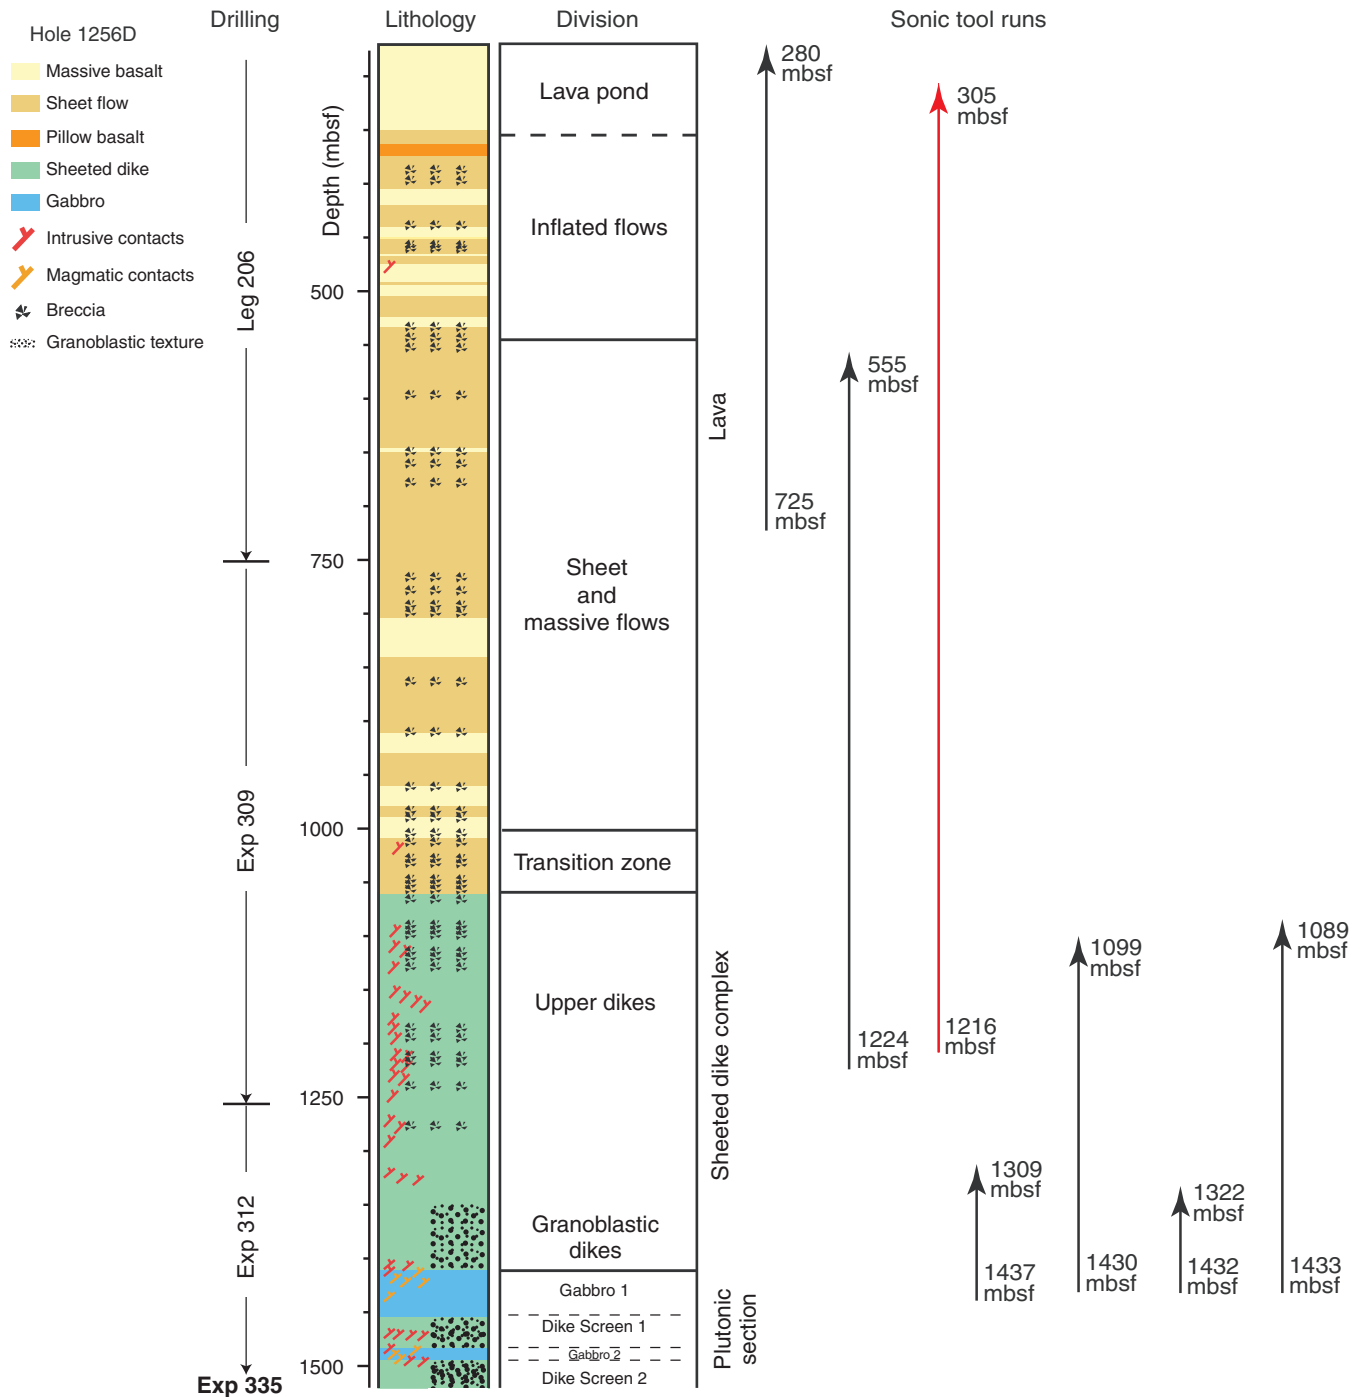 Drilling
Lithology
Division
Sonic tool runs
Hole 1256D
Massive basalt
Sheet flow
Pillow basalt
Sheeted dike
Gabbro
Intrusive contacts
Magmatic contacts
Breccia
Granoblastic texture
Leg 206
Exp 309
Exp 312
Exp 335
Depth (mbsf)
500
750
1000
1250
1500
Lava pond
Inflated flows
Sheet
and
massive flows
Transition zone
Upper dikes
Granoblastic
dikes
Gabbro 1
Dike Screen 1
Gabbro 2
Dike Screen 2
Lava
Sheeted dike complex
Plutonic
section
280
mbsf
725
mbsf
555
mbsf
1224
mbsf
305
mbsf
1216
mbsf
1309
mbsf
1437
mbsf
1099
mbsf
1430
mbsf
1322
mbsf
1432
mbsf
1089
mbsf
1433
mbsf